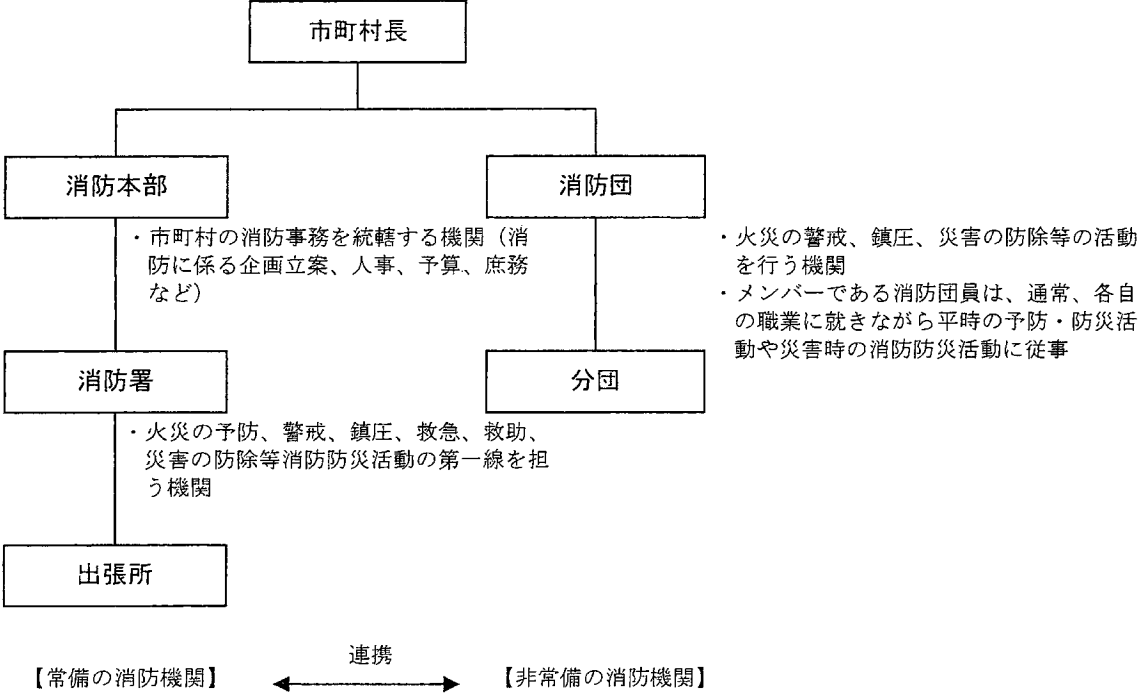 市町村長
消防本部
・市町村の消防事務を統轄する機関（消
防に係る企画立案、人事、予算、庶務
など）
消防署
・火災の予防、警戒、鎮圧、救急、救助、
災害の防除等消防防災活動の第一線を担
う機関
出張所
消防団
・火災の警戒、鎮圧、災害の防除等の活動
を行う機関
・メンバーである消防団員は、通常、各自
の職業に就きながら平時の予防・防災活
動や災害時の消防防災活動に従事
分団
【常備の消防機関】
連携
【非常備の消防機関】